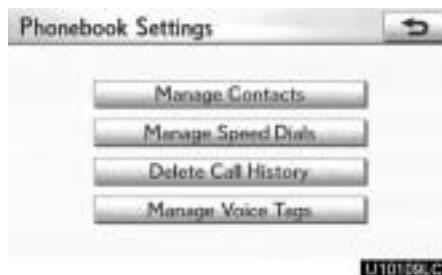 Phonebook Settings
Manage Contacts
Manage Speed Dials
Delete Call History
Manage Voice Tags